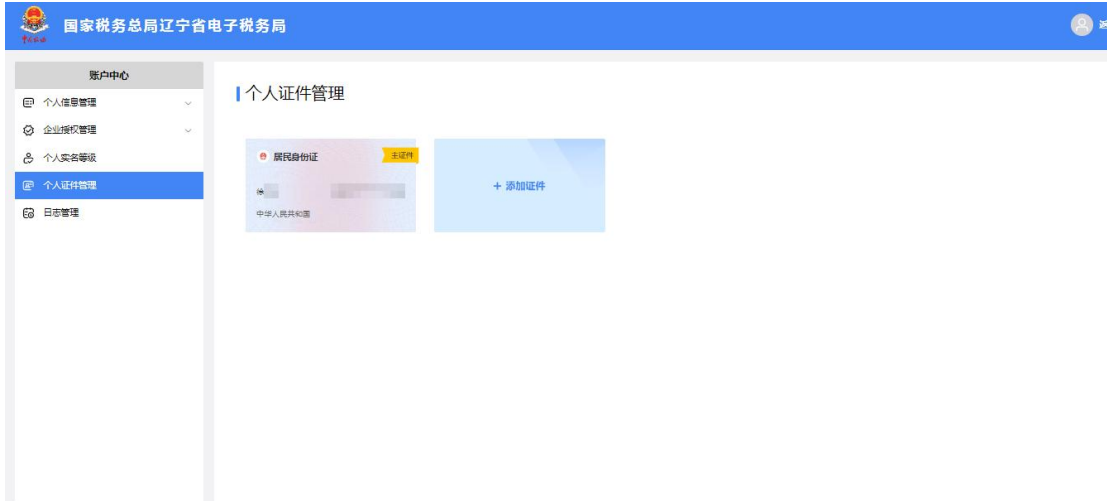 国家税务总局辽宁省电子税务局
账户中心
个人信息管理
企业授权管理
个人实名等级
个人证件管理
日志管理
个人证件管理
居民身份证
主证件
中华人民共和国
+ 添加证件